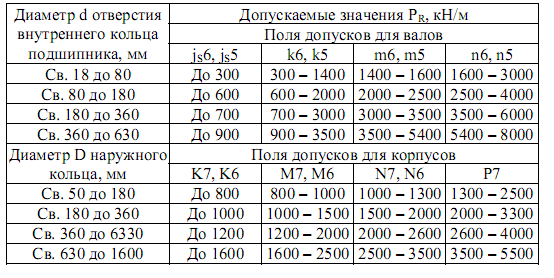 Диаметр d отверстия внутреннего кольца подшипника, мм | Допускаемые значения P_R, кН/м
Поля допусков для валов
j_s6, j_s5 | k6, k5 | m6, m5 | n6, n5
Св. 18 до 80 | До 300 | 300 – 1400 | 1400 – 1600 | 1600 – 3000
Св. 80 до 180 | До 600 | 600 – 2000 | 2000 – 2500 | 2500 – 4000
Св. 180 до 360 | До 700 | 700 – 3000 | 3000 – 3500 | 3500 – 6000
Св. 360 до 630 | До 900 | 900 – 3500 | 3500 – 5400 | 5400 – 8000
Диаметр D наружного кольца, мм | Поля допусков для корпусов
K7, K6 | M7, M6 | N7, N6 | P7
Св. 50 до 180 | До 800 | 800 – 1000 | 1000 – 1300 | 1300 – 2500
Св. 180 до 360 | До 1000 | 1000 – 1500 | 1500 – 2000 | 2000 – 3300
Св. 360 до 6330 | До 1200 | 1200 – 2000 | 2000 – 2600 | 2600 – 4000
Св. 630 до 1600 | До 1600 | 1600 – 2500 | 2500 – 3500 | 3500 – 5500